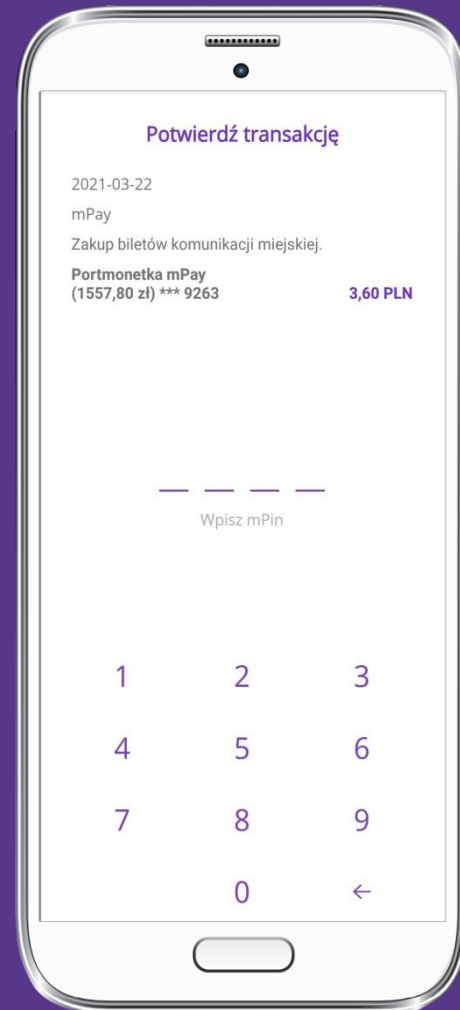 Potwierdź transakcję
2021-03-22
mPay
Zakup biletów komunikacji miejskiej.
Portmonetka mPay
(1557,80 zł) *** 9263 3,60 PLN
Wpisz mPin
1 2 3
4 5 6
7 8 9
0 ←